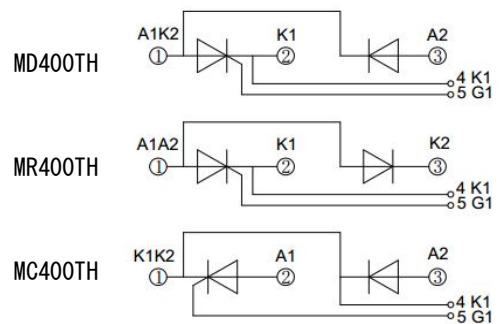 A1K2 K1 A2
MD400TH ① ② ③
4 K1
5 G1
A1A2 K1 K2
MR400TH ① ② ③
4 K1
5 G1
K1K2 A1 A2
MC400TH ① ② ③
4 K1
5 G1